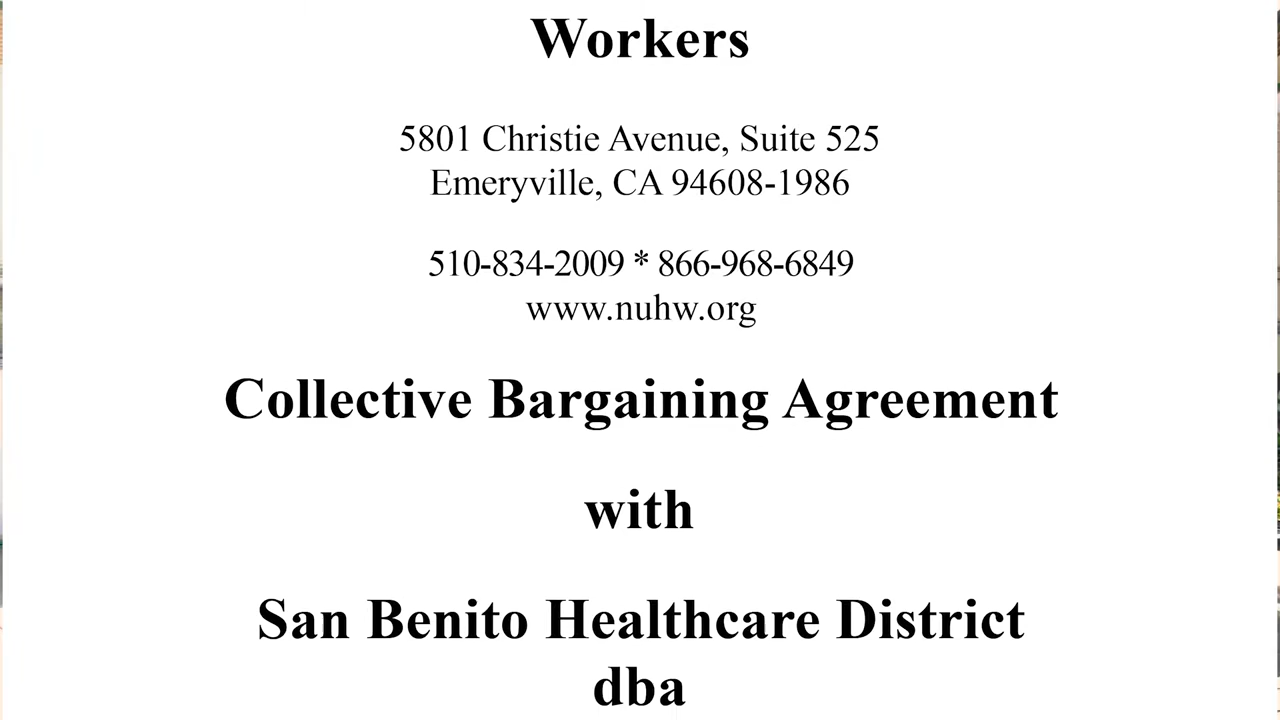 Workers
5801 Christie Avenue, Suite 525
Emeryville, CA 94608-1986
510-834-2009 * 866-968-6849
www.nuhw.org
Collective Bargaining Agreement
with
San Benito Healthcare District
dba